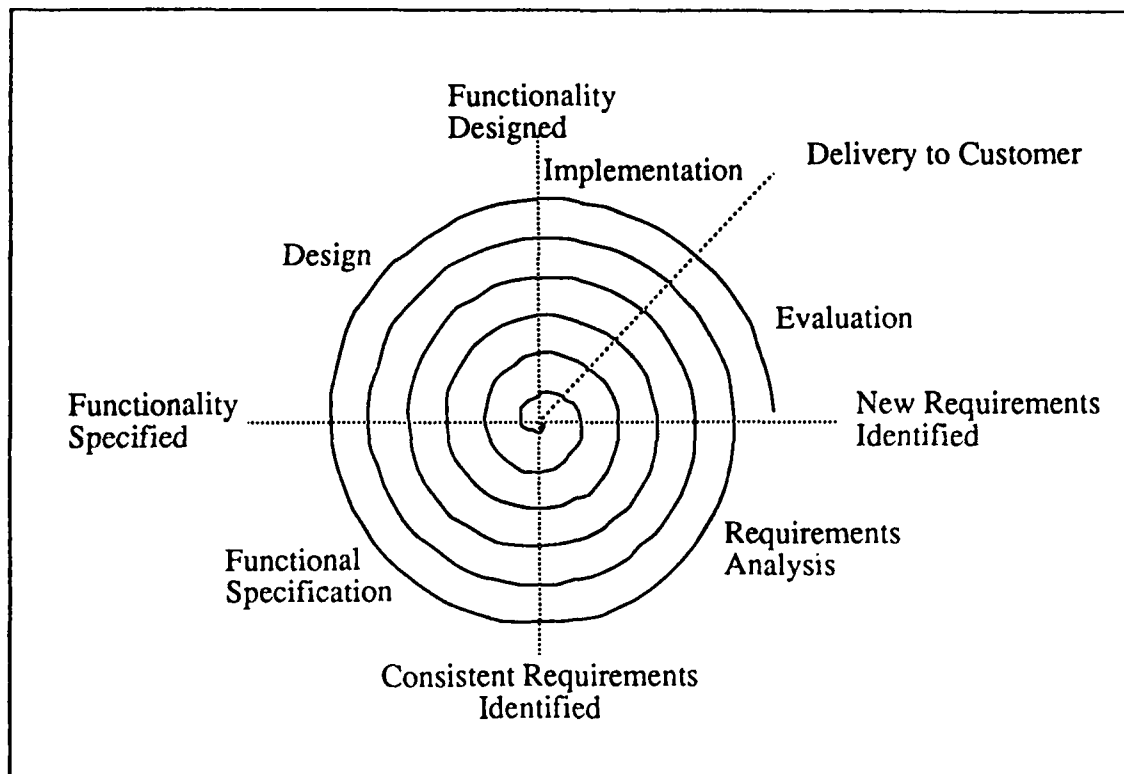 Functionality
Designed
Implementation
Delivery to Customer
Design
Evaluation
Functionality
Specified
New Requirements
Identified
Requirements
Analysis
Functional
Specification
Consistent Requirements
Identified